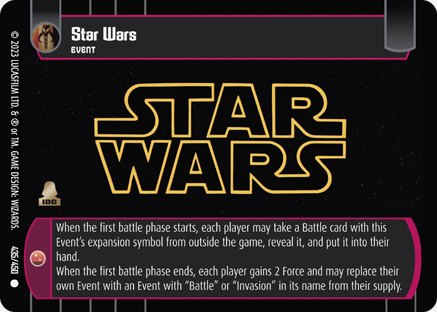 Star Wars
EVENT
STAR
WARS
IDC
When the first battle phase starts, each player may take a Battle card with this
Event's expansion symbol from outside the game, reveal it, and put it into their
hand.
When the first battle phase ends, each player gains 2 Force and may replace their
own Event with an Event with "Battle" or "Invasion" in its name from their supply.
© 2023 LUCASFILM LTD. & ® or TM. GAME DESIGN: WIZARDS.